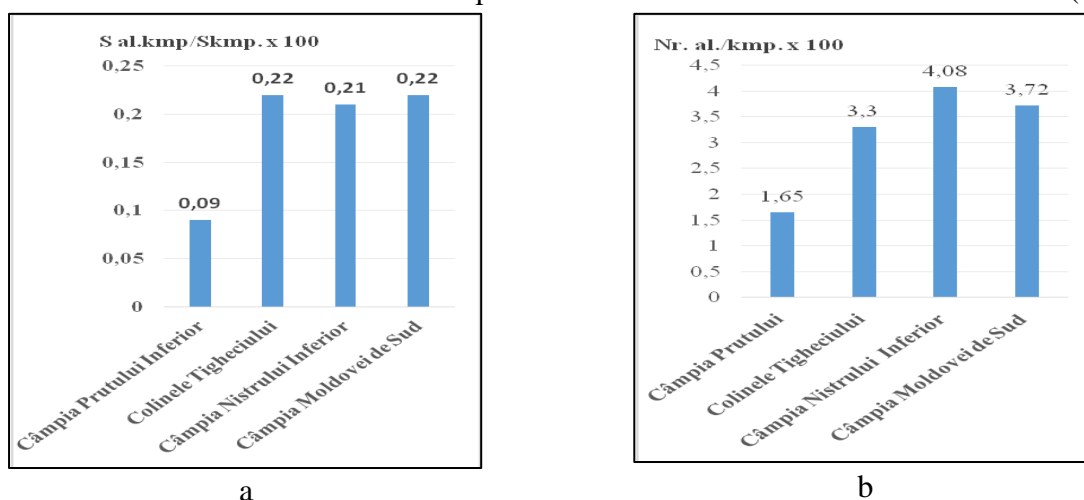 (
S al.kmp/Skmp. x 100
0,25
0,2
0,15
0,1
0,05
0
0,09
0,22
0,21
0,22
Câmpia Prutului Inferior
Colinele Tigheciului
Câmpia Nistrului Inferior
Câmpia Moldovei de Sud
a
Nr. al./kmp. x 100
4,5
4
3,5
3
2,5
2
1,5
1
0,5
0
1,65
3,3
4,08
3,72
Câmpia Prutului
Colinele Tigheciului
Câmpia Nistrului Inferior
Câmpia Moldovei de Sud
b